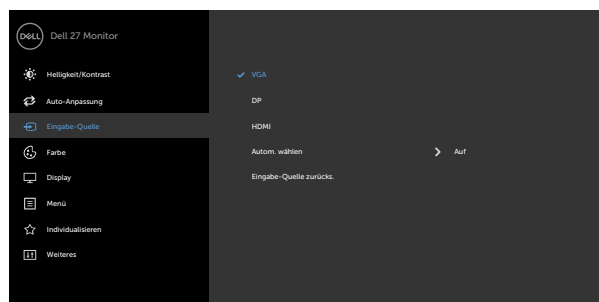 DELL Dell 27 Monitor
Helligkeit/Kontrast
Auto-Anpassung
Eingabe-Quelle
Farbe
Display
Menü
Individualisieren
Weiteres
VGA
DP
HDMI
Autom. wählen Auf
Eingabe-Quelle zurücks.